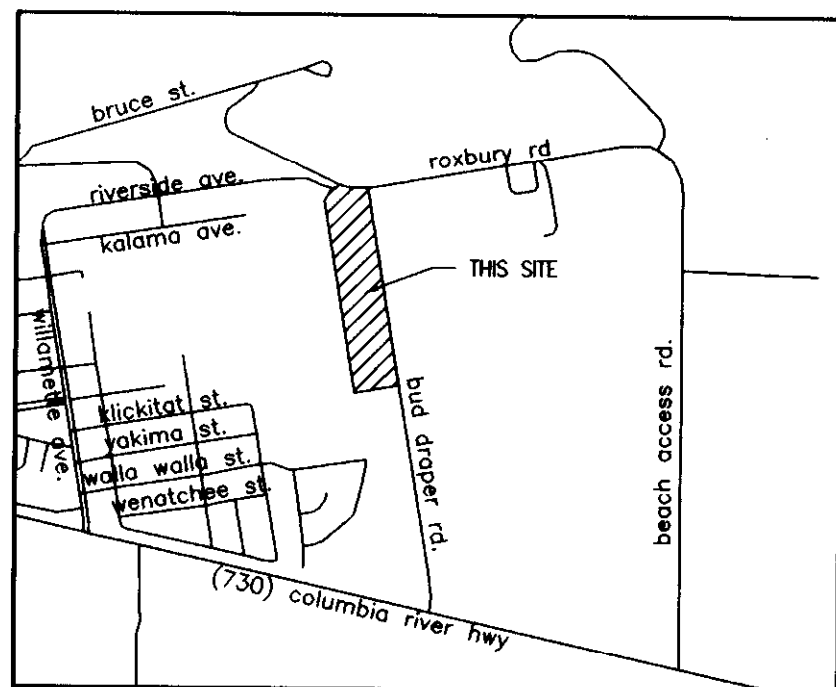 bruce st.
roxbury rd
riverside ave.
kalama ave.
THIS SITE
willamette ave.
klickitat st.
yakima st.
walla walla st.
wenatchee st.
bud draper rd.
beach access rd.
(730) columbia river hwy